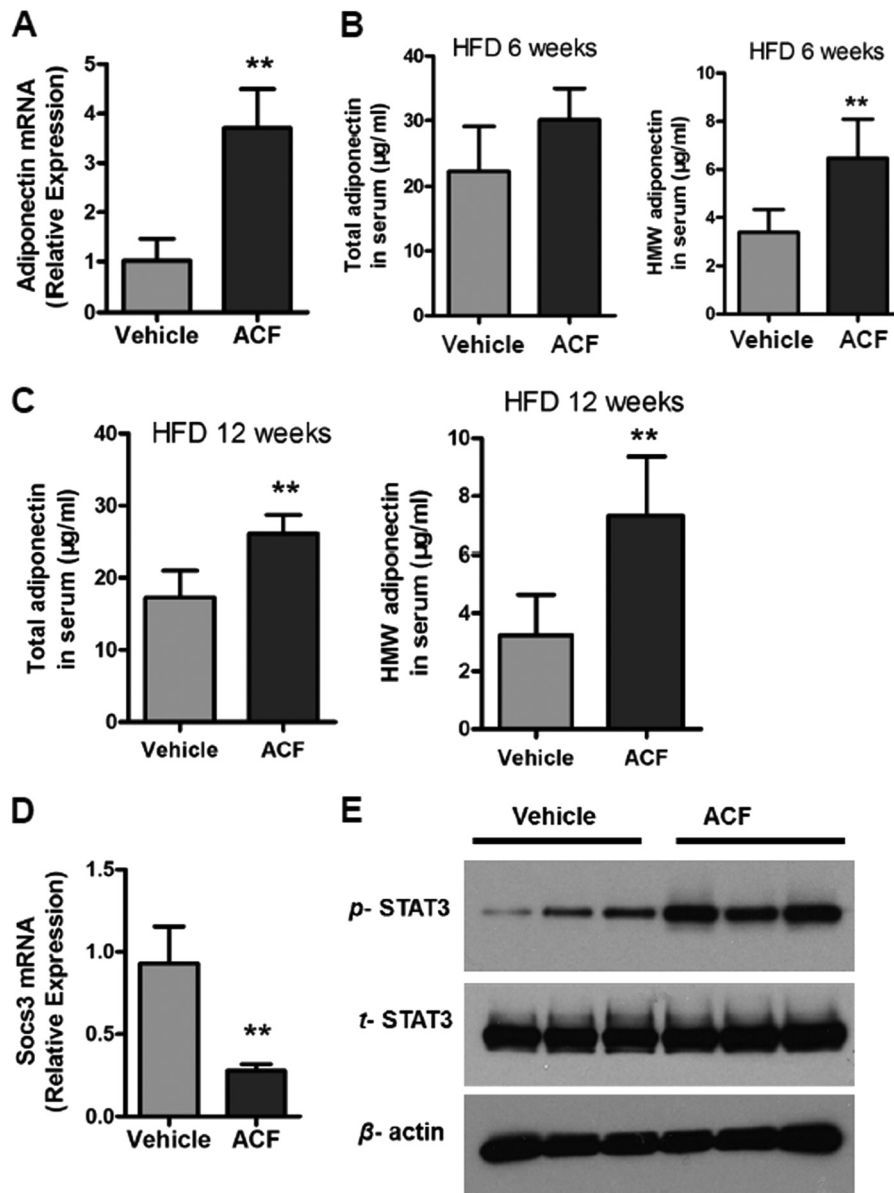 A
Adiponectin mRNA
(Relative Expression)
5
4
3
2
1
0
**
Vehicle
ACF
B
HFD 6 weeks
Total adiponectin
in serum (µg/ml)
40
30
20
10
0
Vehicle
ACF
HFD 6 weeks
HMW adiponectin
in serum (µg/ml)
10
8
6
4
2
0
**
Vehicle
ACF
C
HFD 12 weeks
Total adiponectin
in serum (µg/ml)
40
30
20
10
0
**
Vehicle
ACF
HFD 12 weeks
HMW adiponectin
in serum (µg/ml)
10
8
6
4
2
0
**
Vehicle
ACF
D
Socs3 mRNA
(Relative Expression)
1.5
1.0
0.5
0.0
**
Vehicle
ACF
E
Vehicle
ACF
p- STAT3
t- STAT3
β- actin